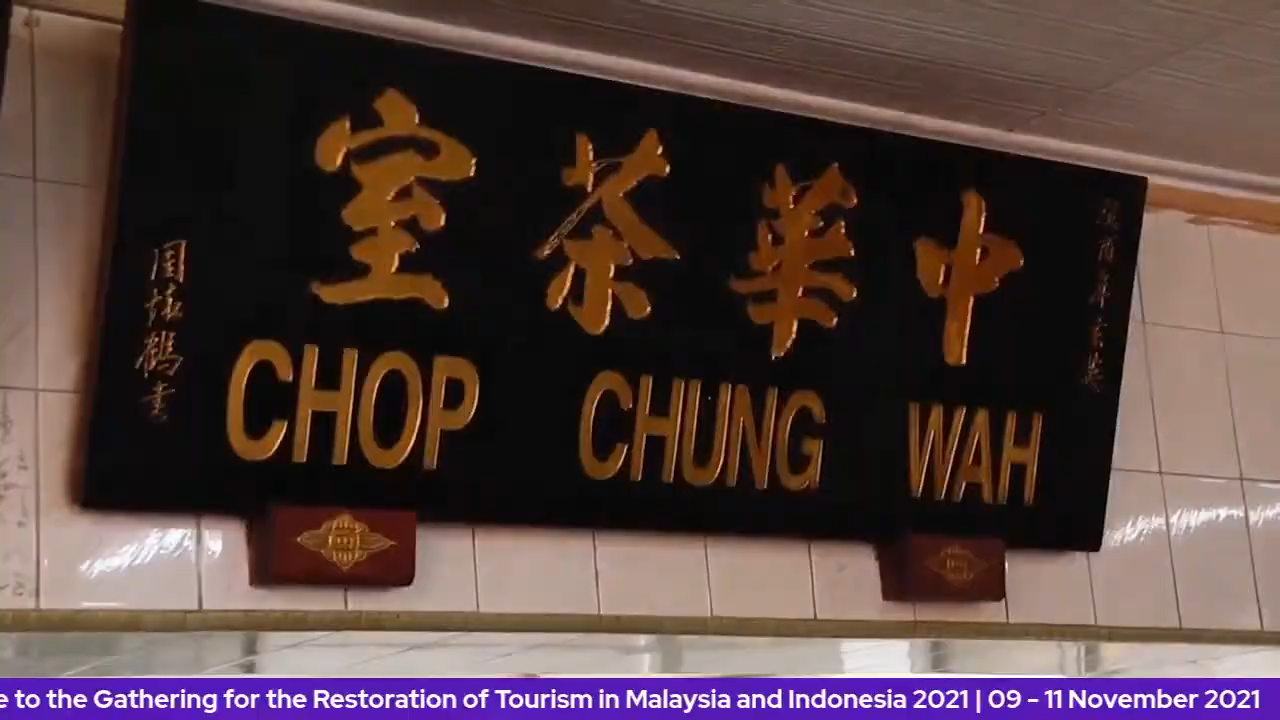 中華茶室
CHOP CHUNG WAH
e to the Gathering for the Restoration of Tourism in Malaysia and Indonesia 2021 | 09 - 11 November 2021